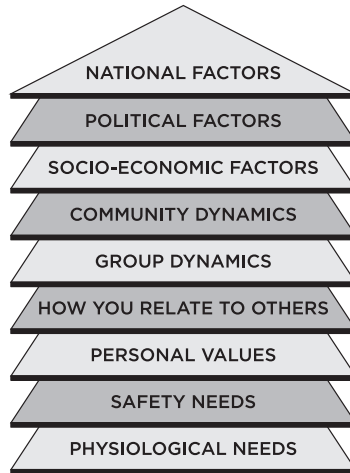 NATIONAL FACTORS
POLITICAL FACTORS
SOCIO-ECONOMIC FACTORS
COMMUNITY DYNAMICS
GROUP DYNAMICS
HOW YOU RELATE TO OTHERS
PERSONAL VALUES
SAFETY NEEDS
PHYSIOLOGICAL NEEDS